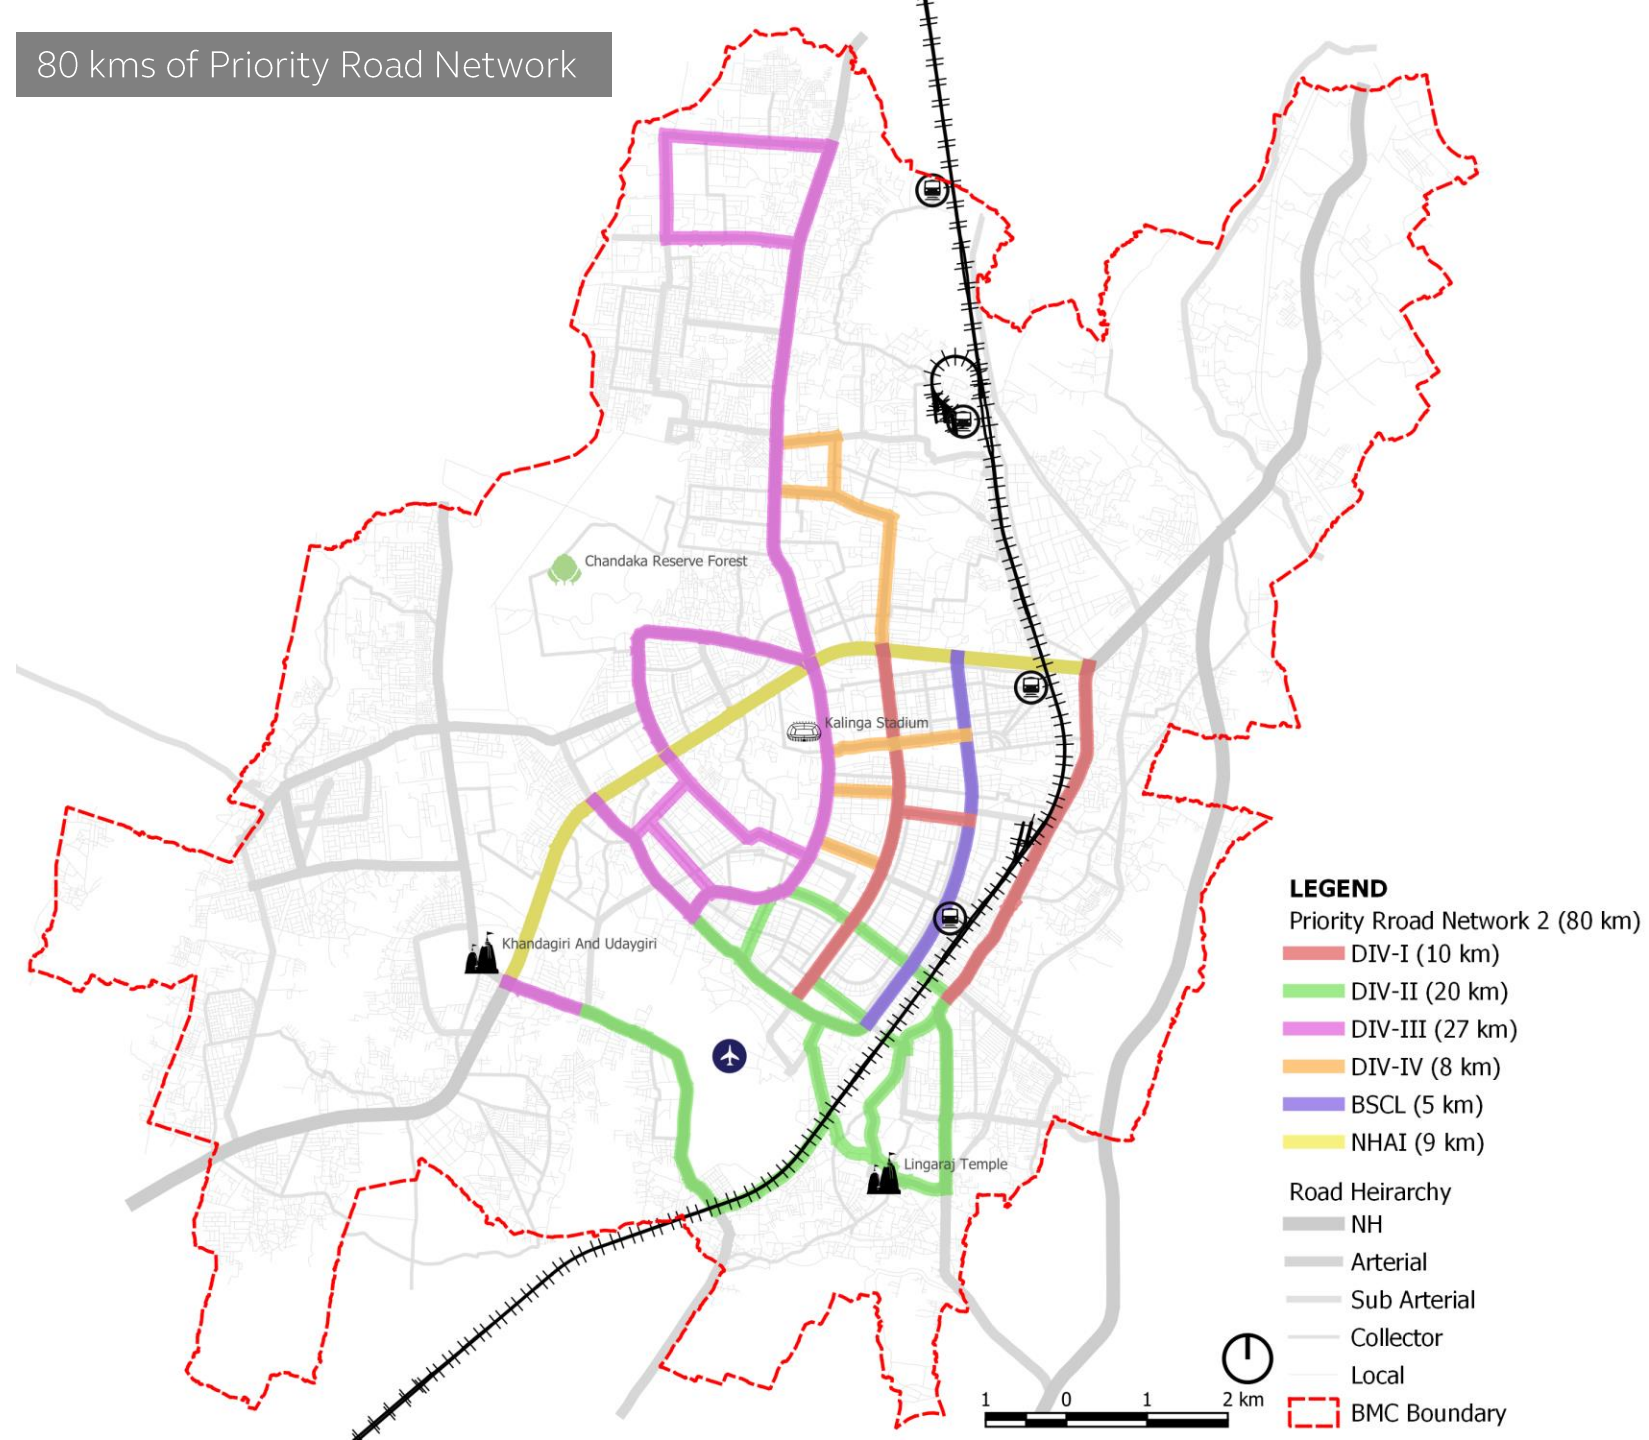 80 kms of Priority Road Network
Chandaka Reserve Forest
Kalinga Stadium
Khandagiri And Udaygiri
Lingaraj Temple
LEGEND
Priority Rroad Network 2 (80 km)
DIV-I (10 km)
DIV-II (20 km)
DIV-III (27 km)
DIV-IV (8 km)
BSCL (5 km)
NHAI (9 km)
Road Heirarchy
NH
Arterial
Sub Arterial
Collector
Local
BMC Boundary
1 0 1 2 km